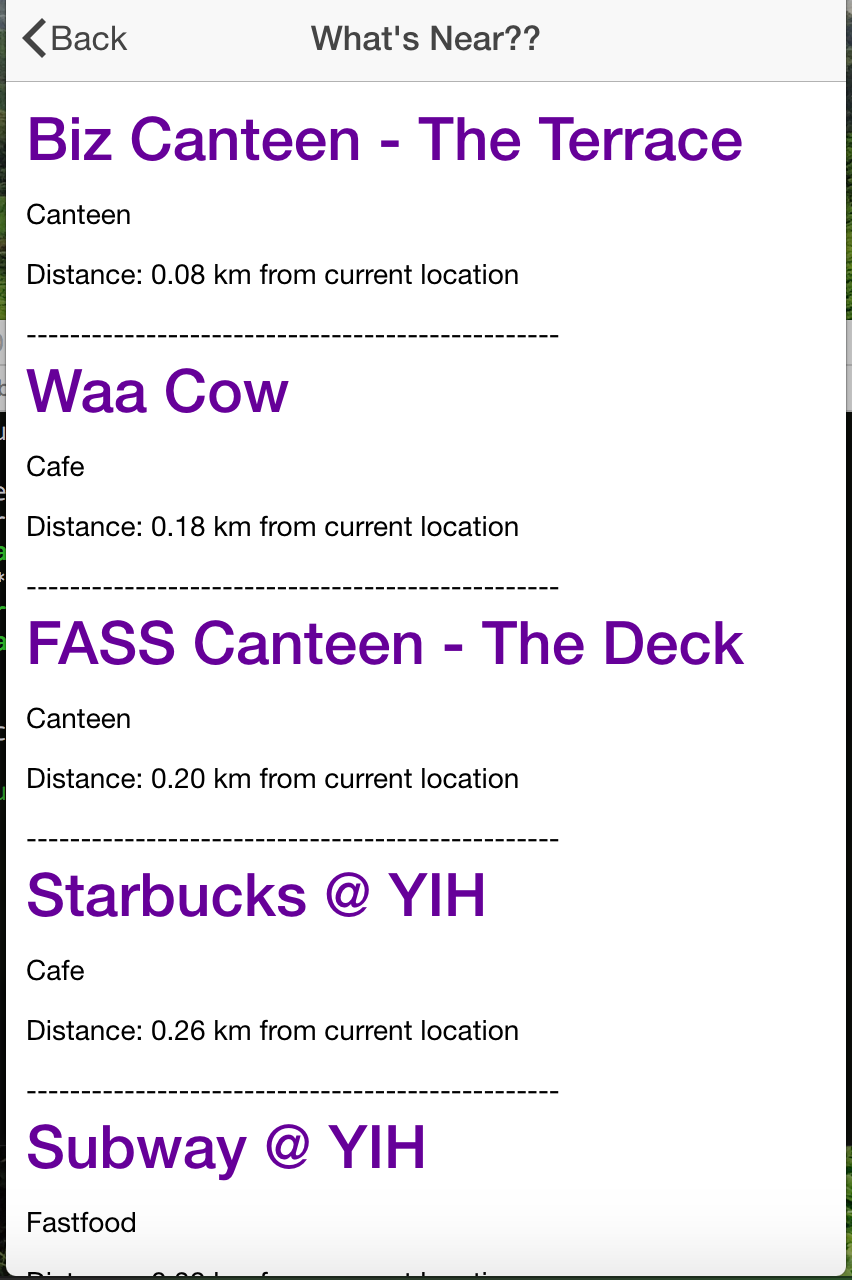 Back
What's Near??
Biz Canteen - The Terrace
Canteen
Distance: 0.08 km from current location
-------------------------------------------------
Waa Cow
Cafe
Distance: 0.18 km from current location
-------------------------------------------------
FASS Canteen - The Deck
Canteen
Distance: 0.20 km from current location
-------------------------------------------------
Starbucks @ YIH
Cafe
Distance: 0.26 km from current location
-------------------------------------------------
Subway @ YIH
Fastfood